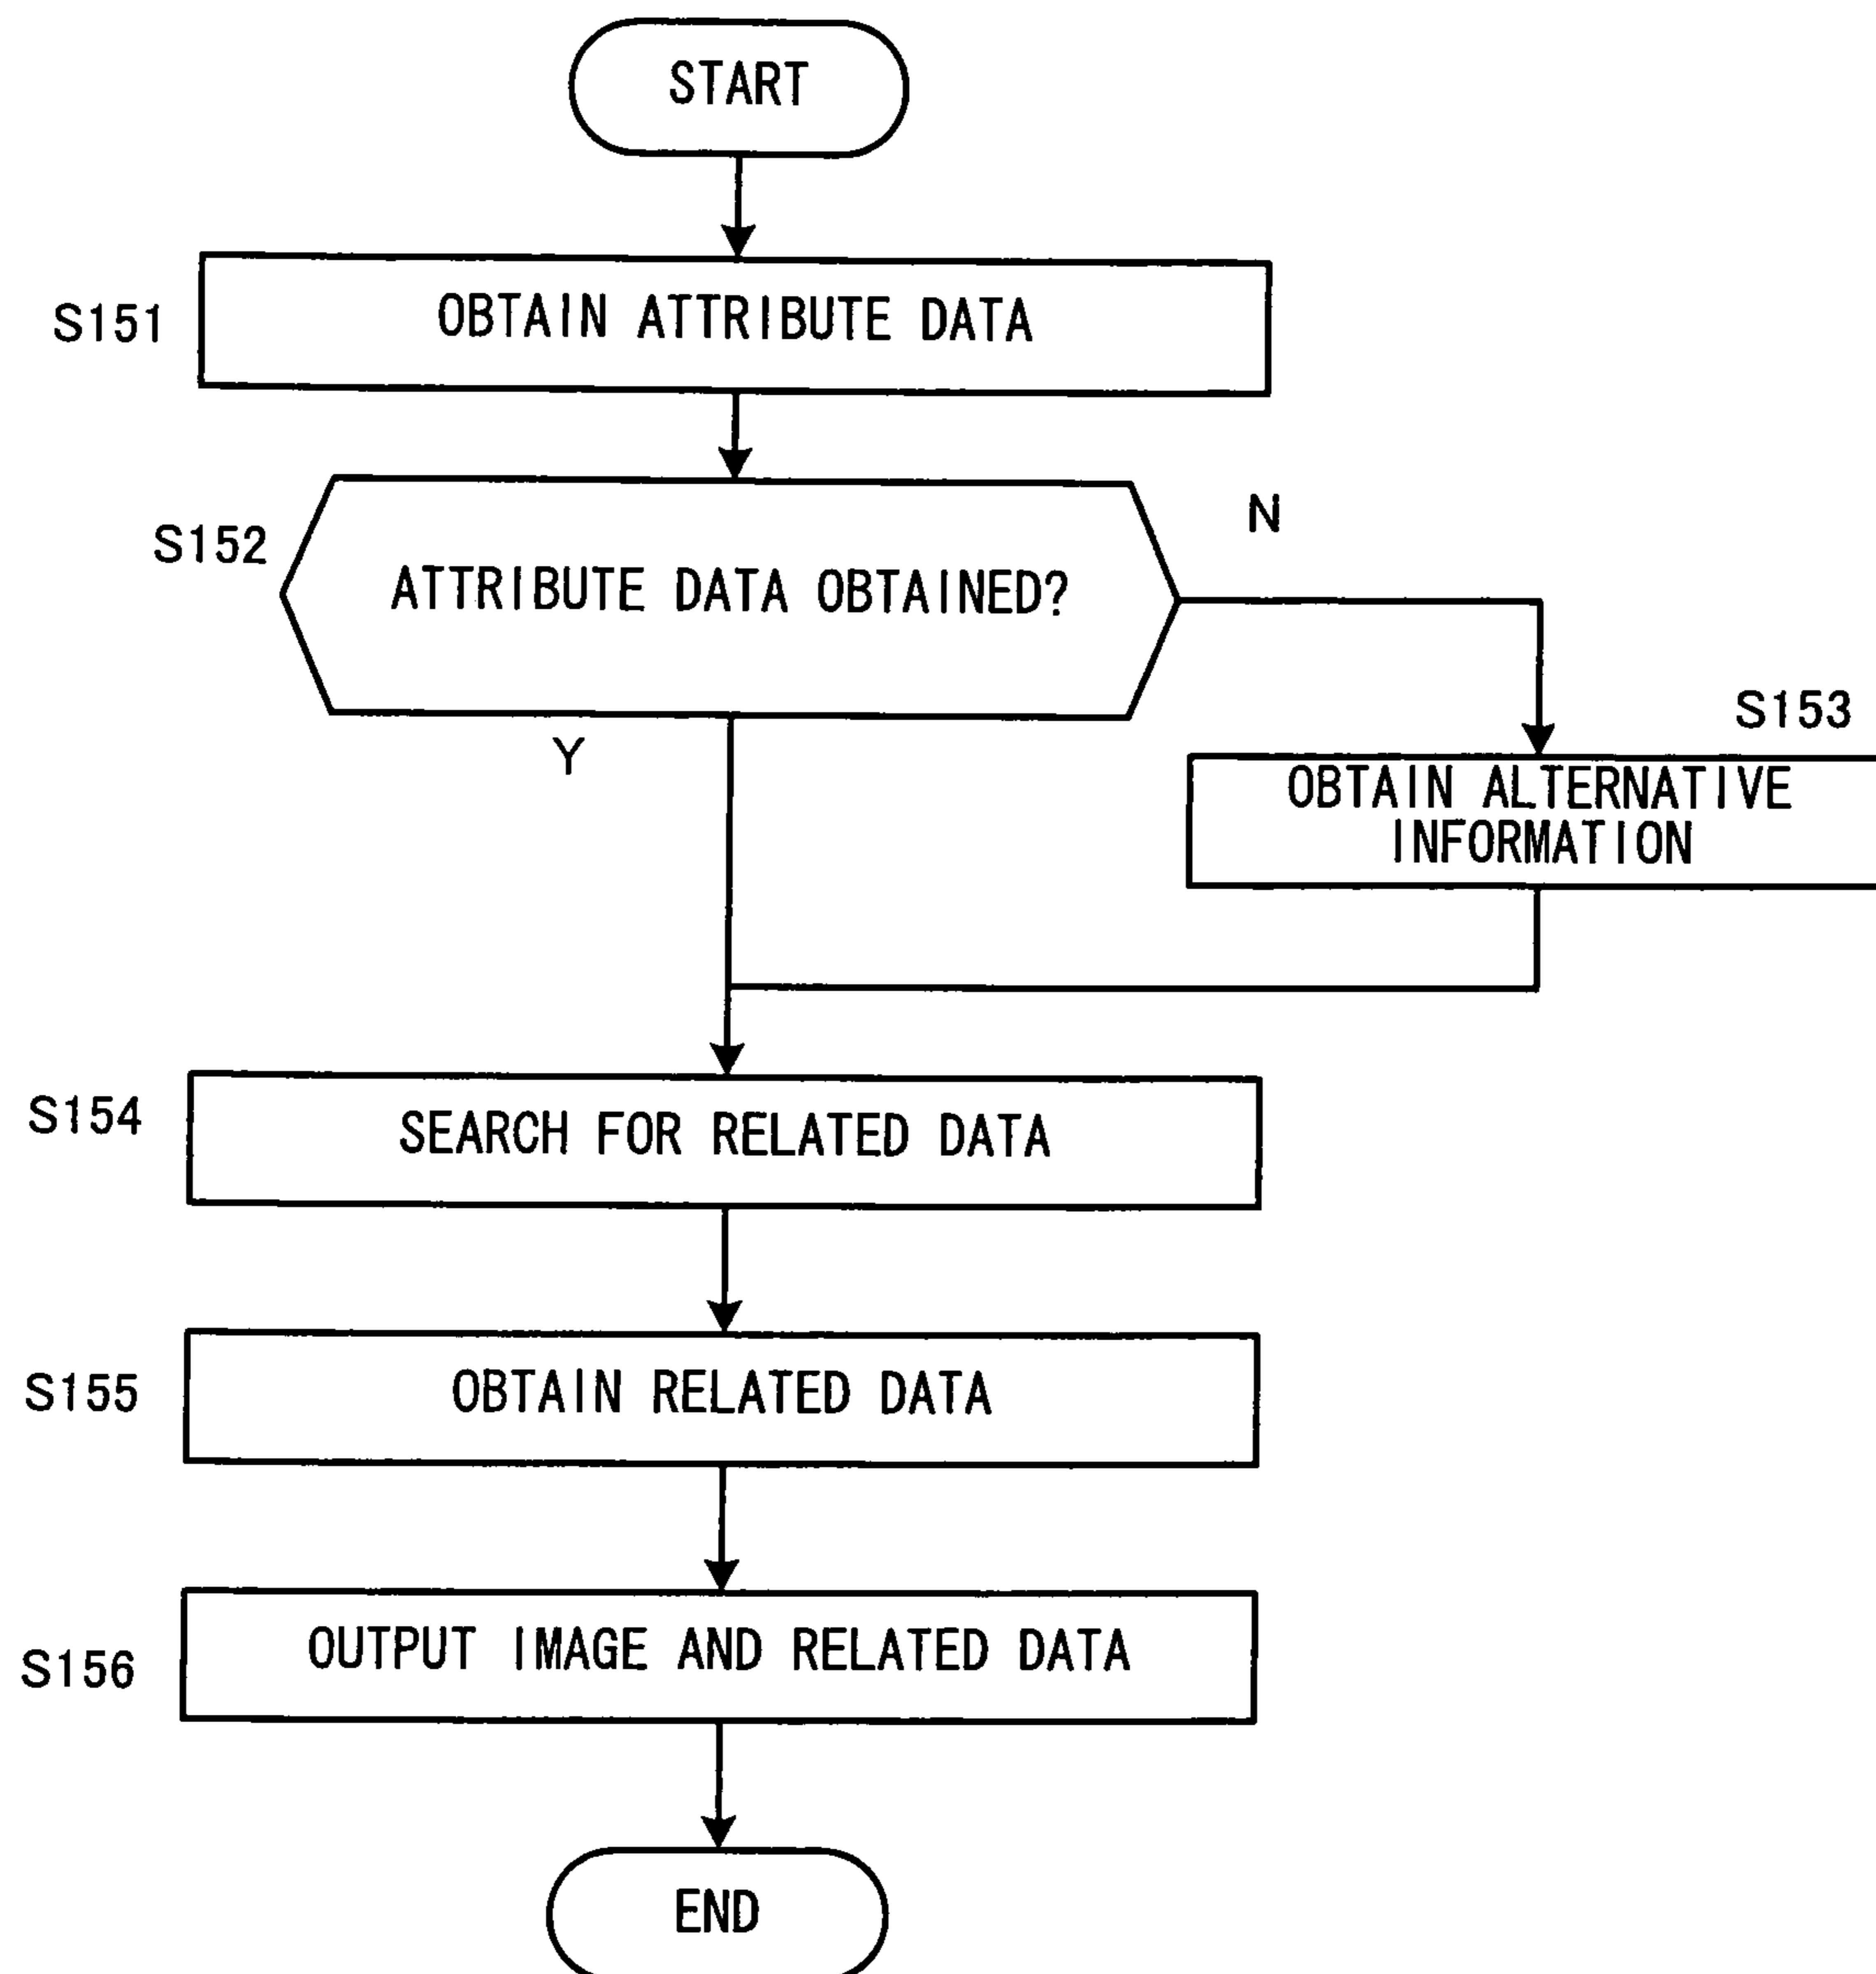 START
S151
OBTAIN ATTRIBUTE DATA
S152
ATTRIBUTE DATA OBTAINED?
N
Y
S153
OBTAIN ALTERNATIVE
INFORMATION
S154
SEARCH FOR RELATED DATA
S155
OBTAIN RELATED DATA
S156
OUTPUT IMAGE AND RELATED DATA
END